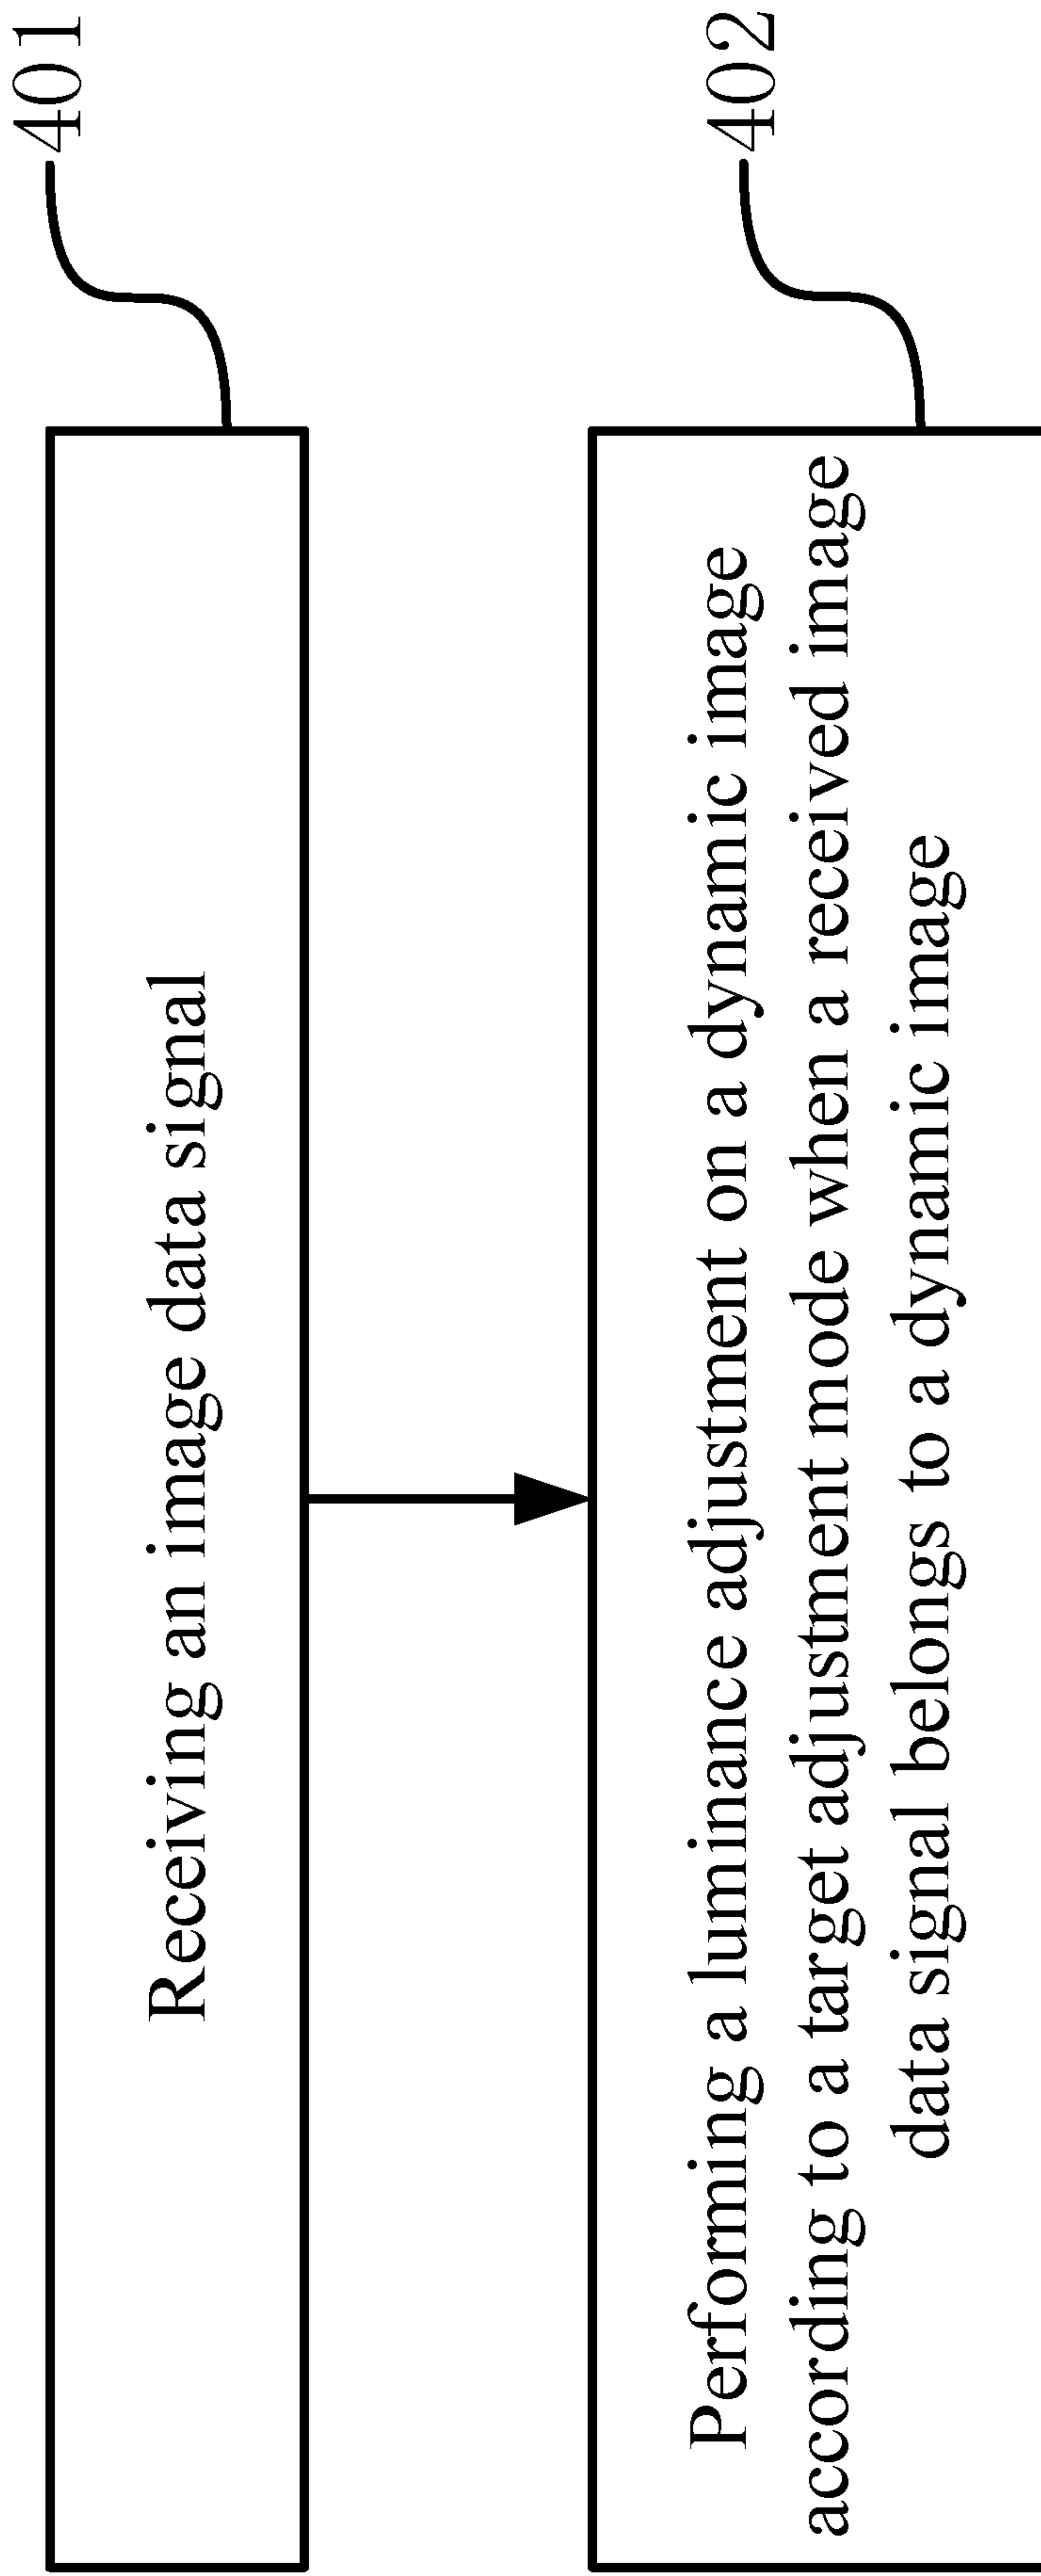 401
Receiving an image data signal
402
Performing a luminance adjustment on a dynamic image
according to a target adjustment mode when a received image
data signal belongs to a dynamic image